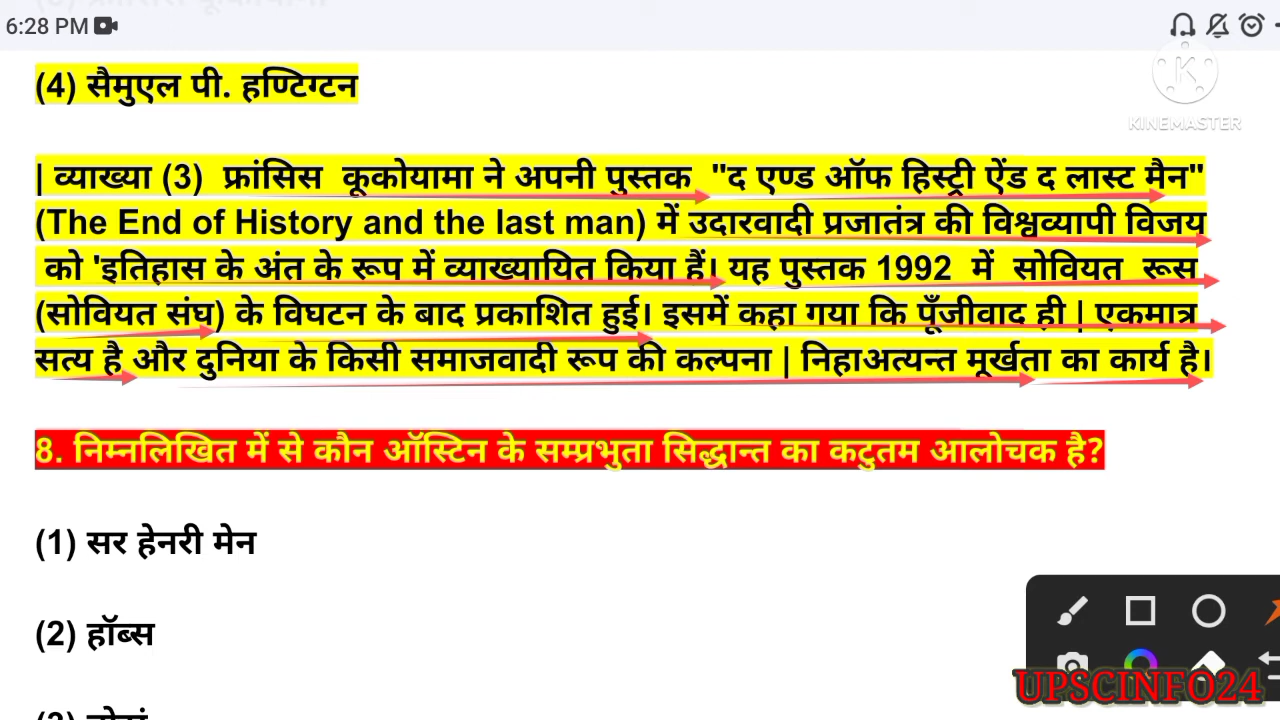 6:28 PM
(4) सैमुएल पी. हण्टिग्टन
KINEMASTER
| व्याख्या (3) फ्रांसिस कूकोयामा ने अपनी पुस्तक "द एण्ड ऑफ हिस्ट्री ऐंड द लास्ट मैन"
(The End of History and the last man) में उदारवादी प्रजातंत्र की विश्वव्यापी विजय
को 'इतिहास के अंत के रूप में व्याख्यायित किया हैं। यह पुस्तक 1992 में सोवियत रूस
(सोवियत संघ) के विघटन के बाद प्रकाशित हुई। इसमें कहा गया कि पूँजीवाद ही | एकमात्र
सत्य है और दुनिया के किसी समाजवादी रूप की कल्पना | निहाअत्यन्त मूर्खता का कार्य है।
8. निम्नलिखित में से कौन ऑस्टिन के सम्प्रभुता सिद्धान्त का कटुतम आलोचक है?
(1) सर हेनरी मेन
(2) हॉब्स
UPSCINFO24